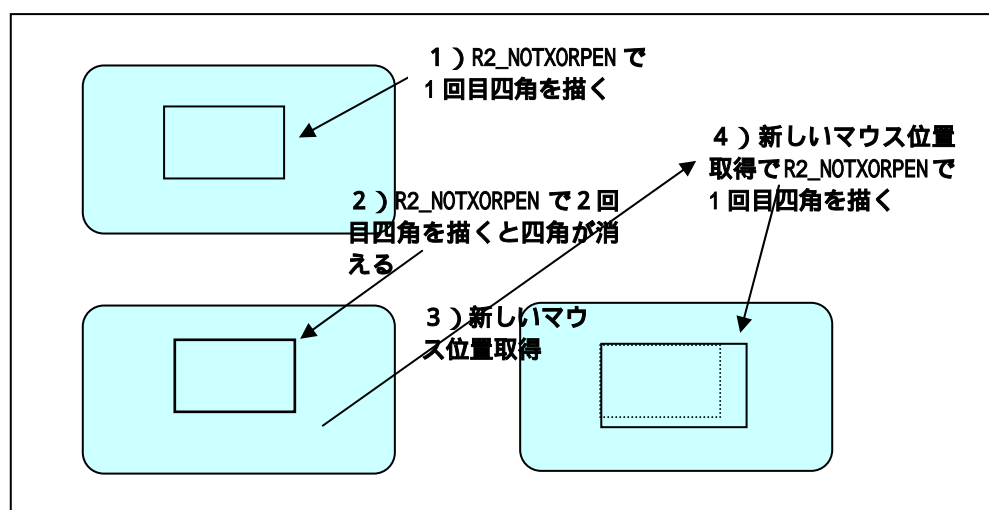 １）R2_NOTXORPEN で
1 回目四角を描く
２）R2_NOTXORPEN で 2 回
目四角を描くと四角が消
える
３）新しいマウ
ス位置取得
４）新しいマウス位置
取得で R2_NOTXORPEN で
1 回目四角を描く